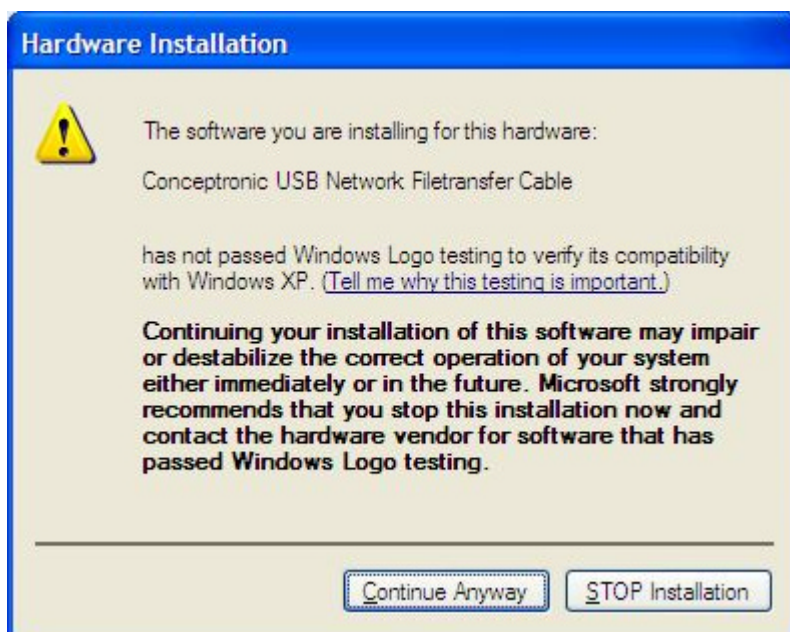 Hardware Installation
The software you are installing for this hardware:
Conceptronic USB Network Filetransfer Cable
has not passed Windows Logo testing to verify its compatibility
with Windows XP. (Tell me why this testing is important.)
Continuing your installation of this software may impair
or destabilize the correct operation of your system
either immediately or in the future. Microsoft strongly
recommends that you stop this installation now and
contact the hardware vendor for software that has
passed Windows Logo testing.
Continue Anyway
STOP Installation